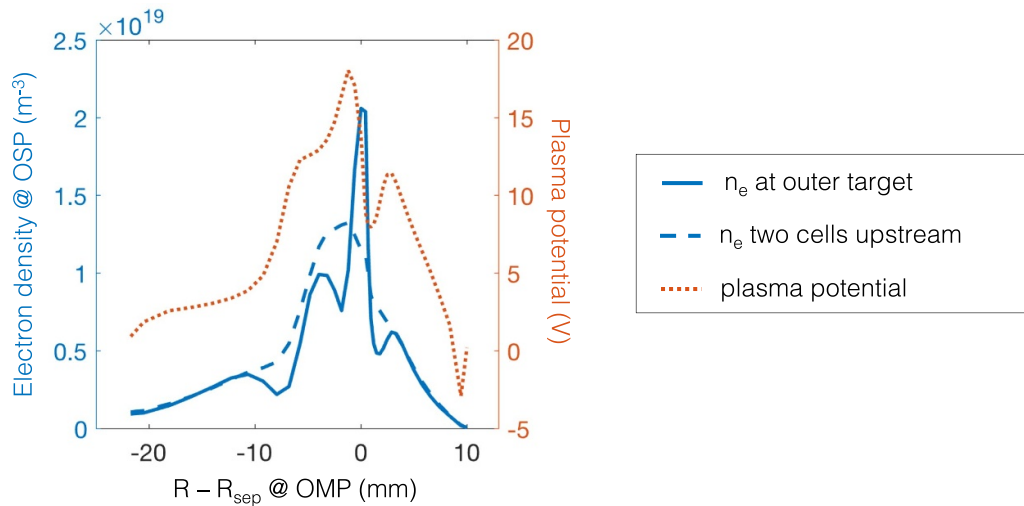 ×10¹⁹
2.5
2
1.5
1
0.5
0
Electron density @ OSP (m⁻³)
20
15
10
5
0
-5
Plasma potential (V)
-20
-10
0
10
R – R_sep @ OMP (mm)
n_e at outer target
n_e two cells upstream
plasma potential